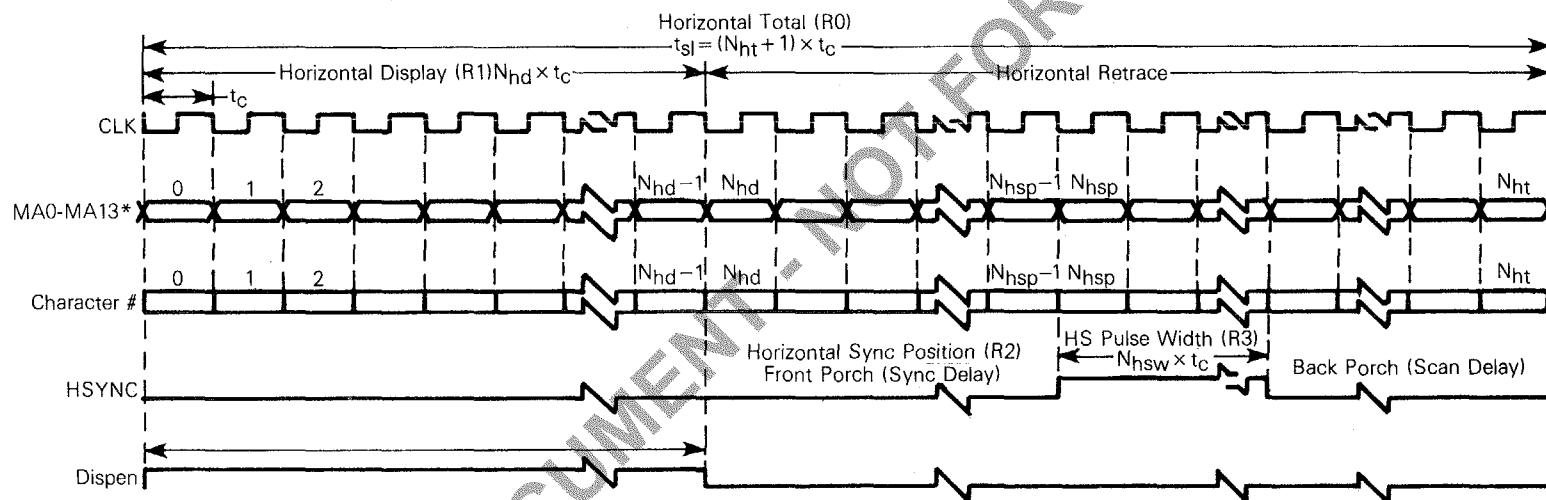 Horizontal Total (R0)
t_sl = (N_ht + 1) × t_c
Horizontal Display (R1) N_hd × t_c
Horizontal Retrace
t_c
CLK
0 1 2 N_hd−1 N_hd N_hsp−1 N_hsp N_ht
MA0-MA13*
0 1 2 N_hd−1 N_hd N_hsp−1 N_hsp N_ht
Character #
Horizontal Sync Position (R2)
Front Porch (Sync Delay)
HS Pulse Width (R3)
N_hsw × t_c
Back Porch (Scan Delay)
HSYNC
Dispen
CUMENT - NOT FOR